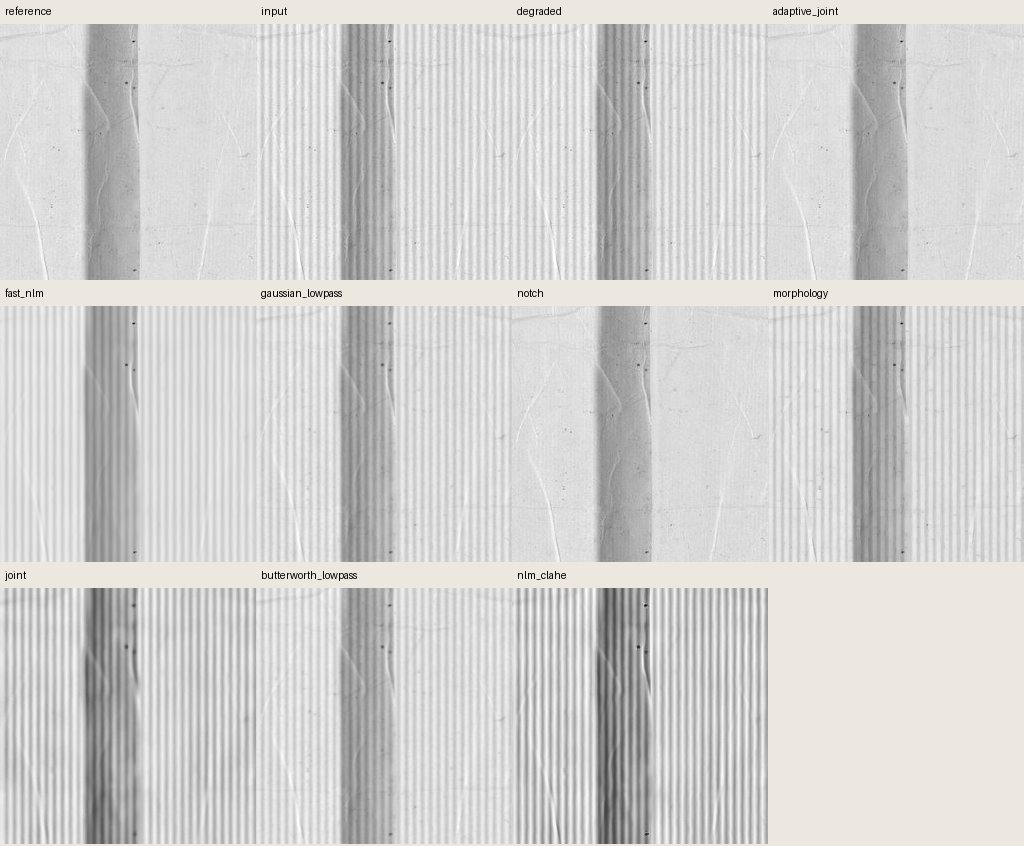 reference input degraded adaptive_joint
fast_nlm gaussian_lowpass notch morphology
joint butterworth_lowpass nlm_clahe